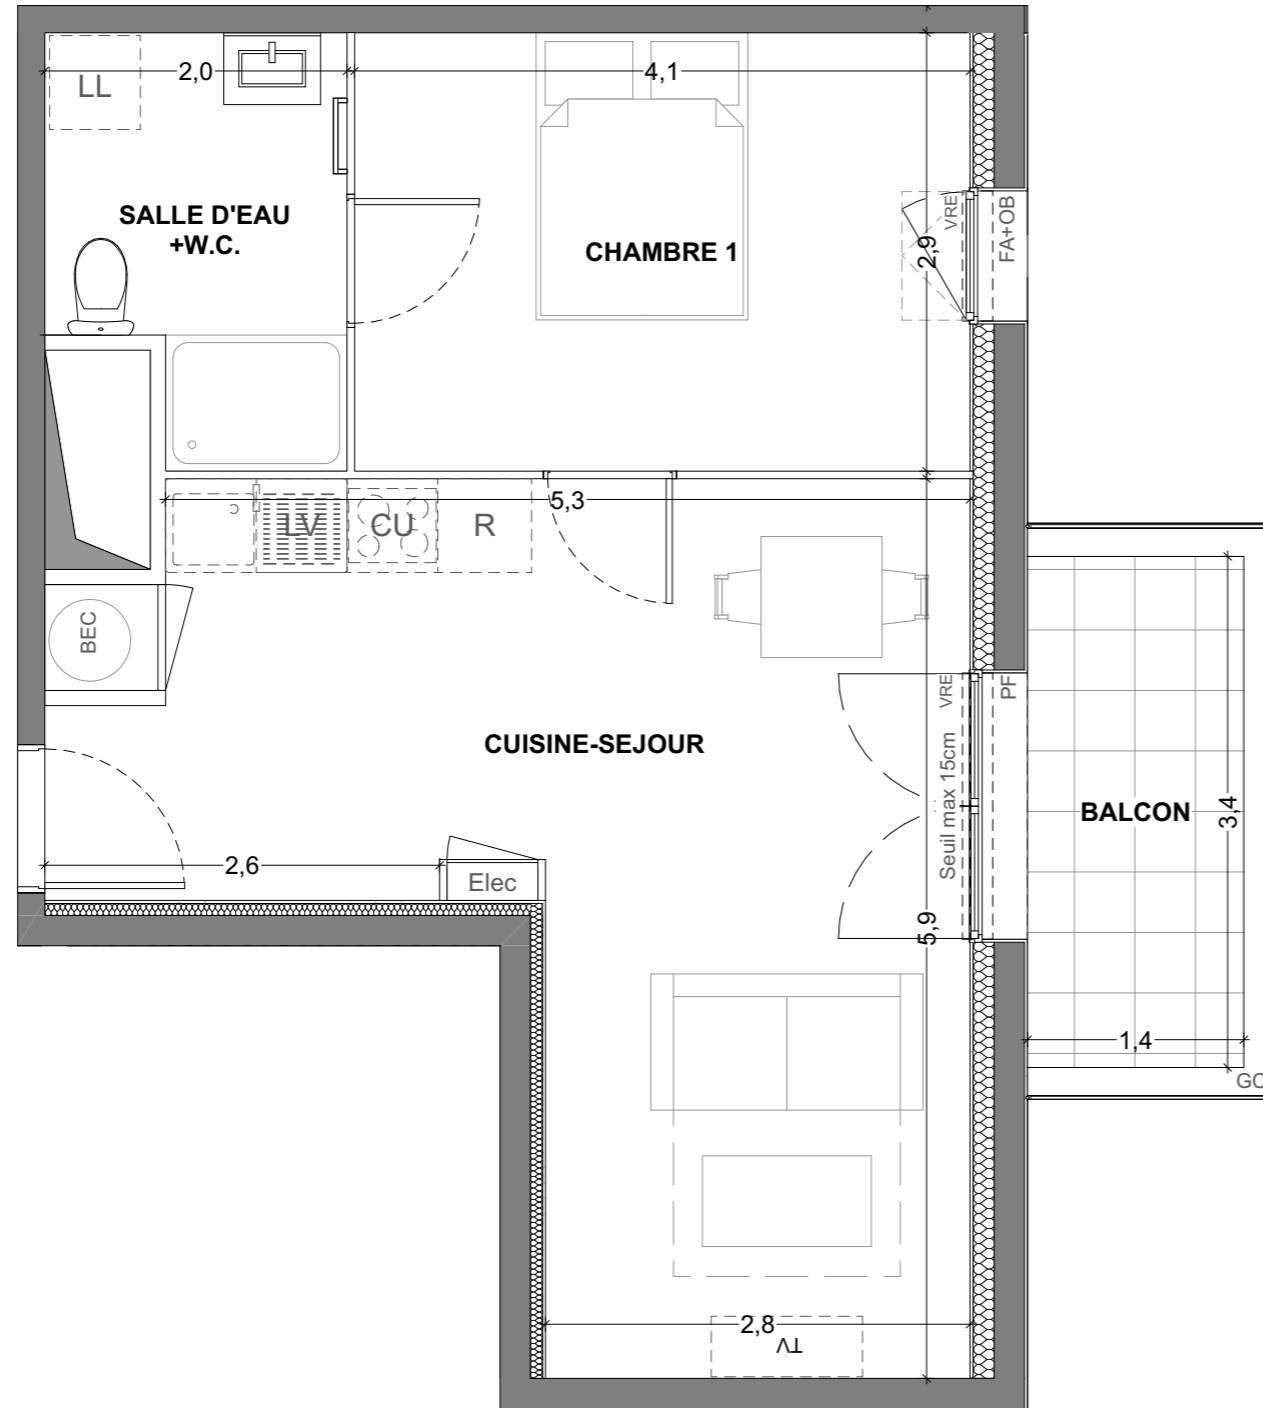 2,0
4,1
LL
SALLE D'EAU
+W.C.
CHAMBRE 1
2,9
VRE
FA+OB
5,3
LV
CU
R
BEC
CUISINE-SEJOUR
VRE
PF
Seuil max 15cm
BALCON
3,4
2,6
Elec
5,9
1,4
GC
2,8
TV